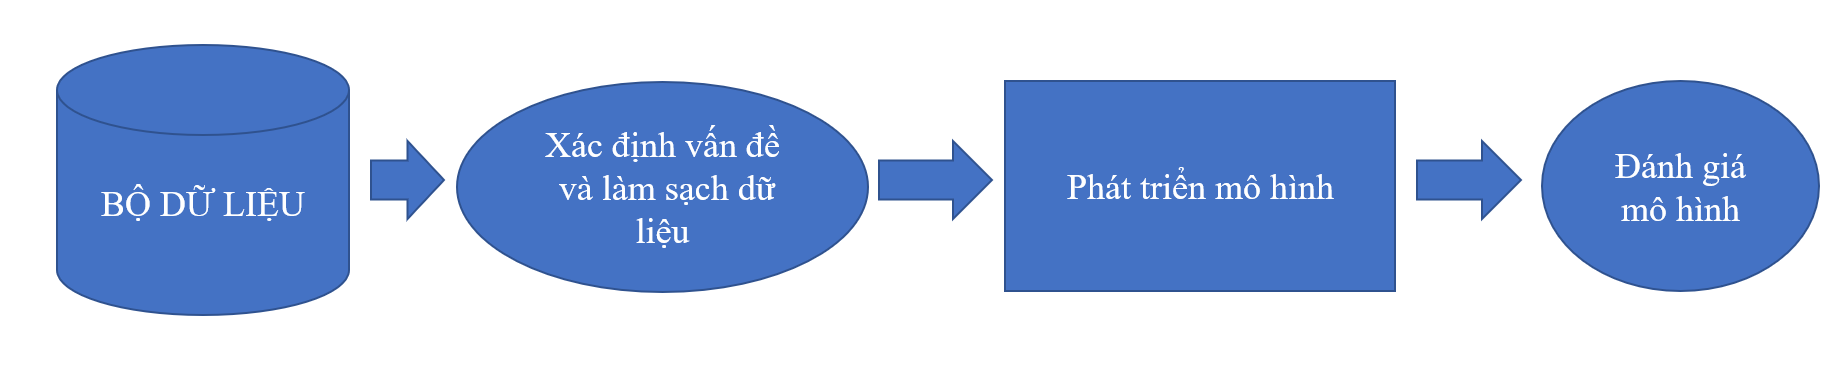 BỘ DỮ LIỆU
Xác định vấn đề
và làm sạch dữ
liệu
Phát triển mô hình
Đánh giá
mô hình